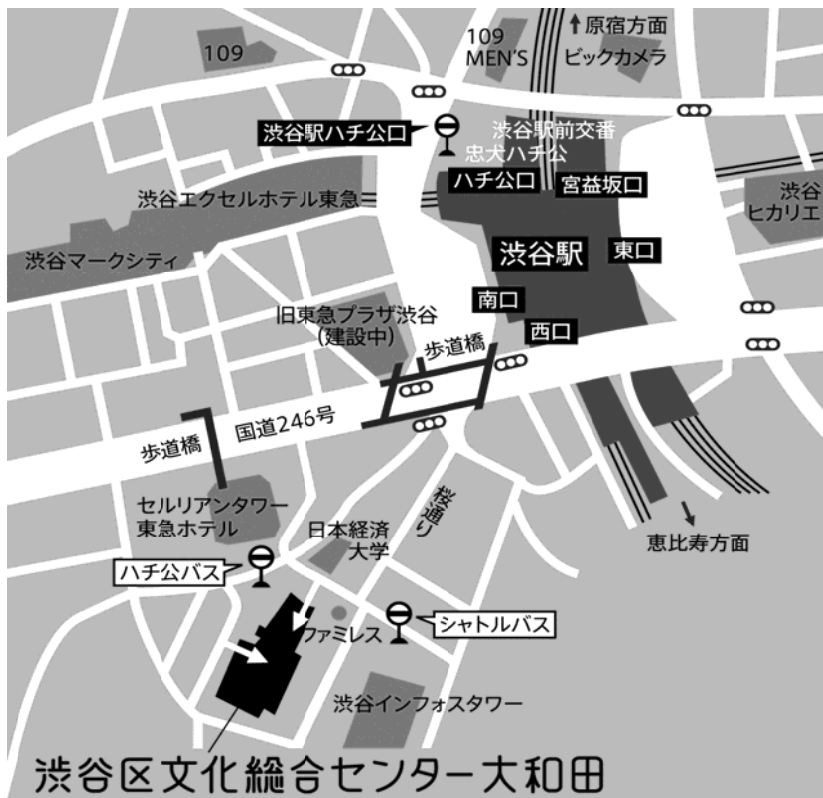 109
109
MEN'S
↑原宿方面
ビックカメラ
渋谷駅ハチ公口
渋谷駅前交番
忠犬ハチ公
ハチ公口
宮益坂口
渋谷エクセルホテル東急
渋谷
ヒカリエ
渋谷マークシティ
渋谷駅
東口
南口
旧東急プラザ渋谷
(建設中)
西口
歩道橋
国道246号
歩道橋
セルリアンタワー
東急ホテル
桜通り
日本経済
大学
恵比寿方面
ハチ公バス
ファミレス
シャトルバス
渋谷インフォスタワー
渋谷区文化総合センター大和田